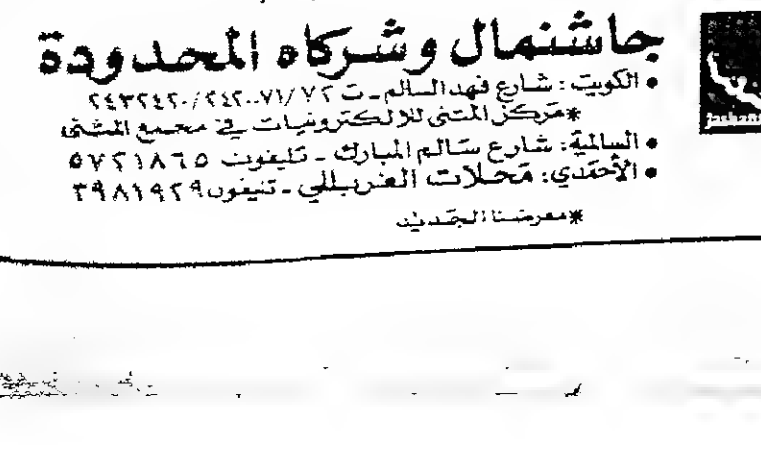 جاشنمال وشركاه المحدودة
• الكويت : شارع فهد السالم - ت ٢٤٢٠٠٧١/٧٢ / ٢٤٣٢٤٢٠
*مركز المثنى للالكترونيات في مجمع المثنى
• السالمية: شارع سالم المبارك - تليفون ٥٧٢١٨٦٥
• الأحمدي: محلات الغربللي - تليفون ٣٩٨١٩٢٩
*معرضنا الجديد